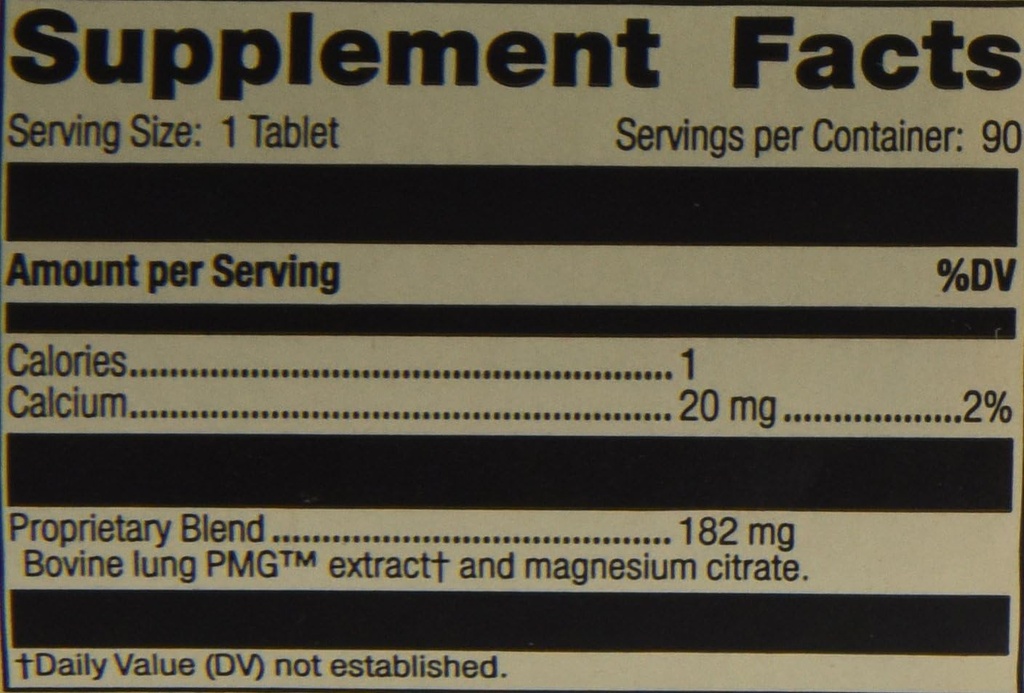 Supplement Facts
Serving Size: 1 Tablet Servings per Container: 90
Amount per Serving %DV
Calories...................................................... 1
Calcium...................................................... 20 mg..................2%
Proprietary Blend........................................ 182 mg
Bovine lung PMG™ extract† and magnesium citrate.
†Daily Value (DV) not established.